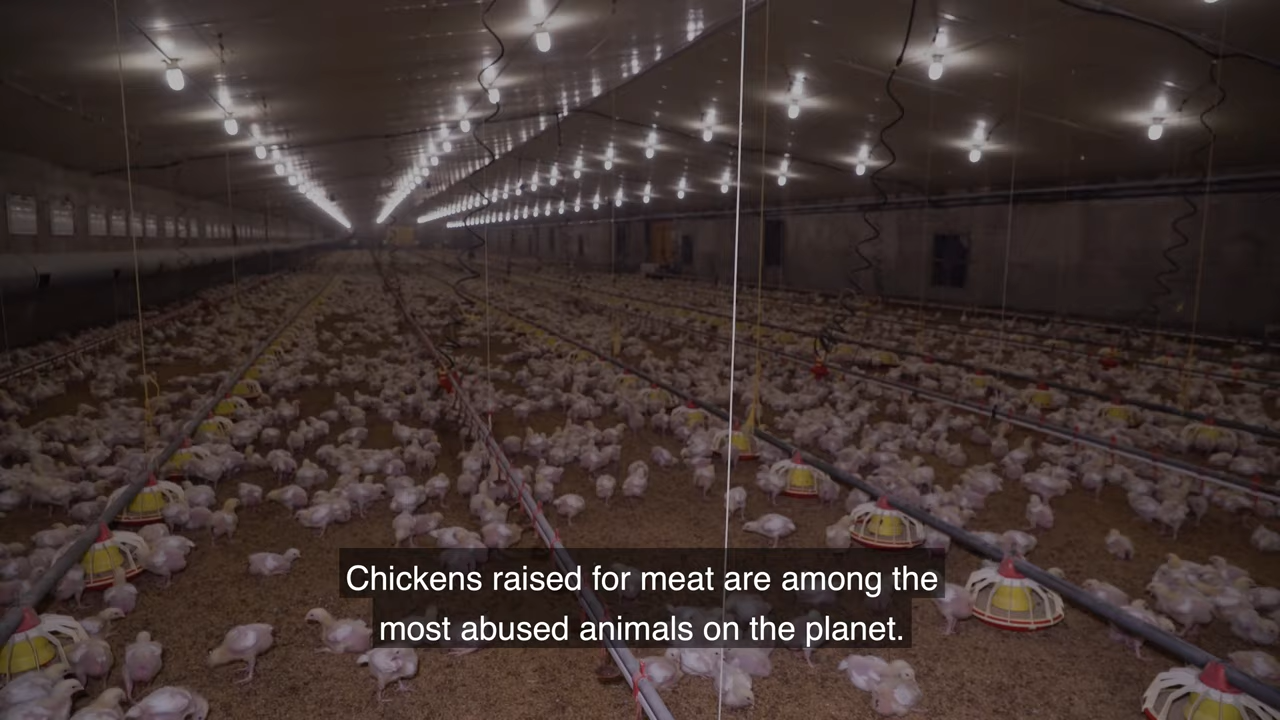 Chickens raised for meat are among the
most abused animals on the planet.